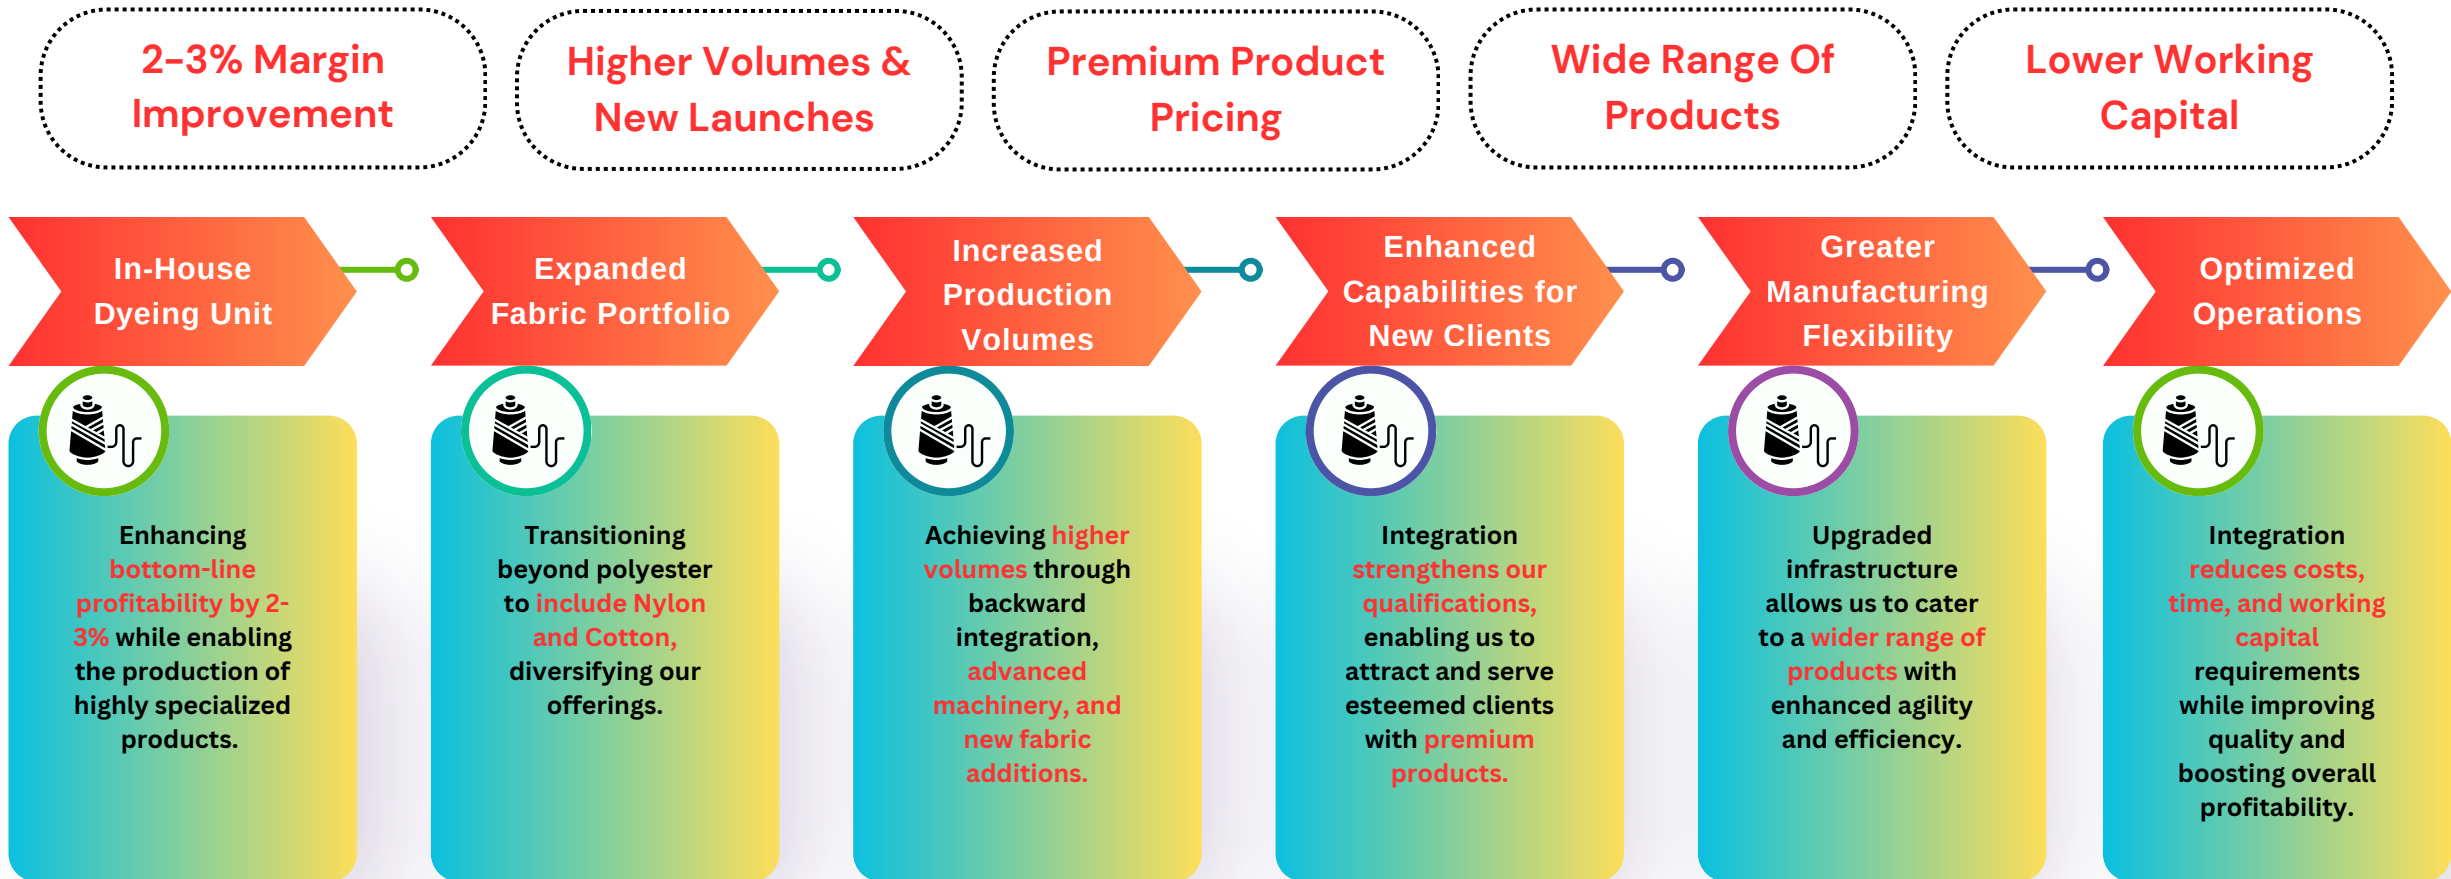 2-3% Margin
Improvement
Higher Volumes &
New Launches
Premium Product
Pricing
Wide Range Of
Products
Lower Working
Capital
In-House
Dyeing Unit
Expanded
Fabric Portfolio
Increased
Production
Volumes
Enhanced
Capabilities for
New Clients
Greater
Manufacturing
Flexibility
Optimized
Operations
Enhancing
bottom-line
profitability by 2-
3% while enabling
the production of
highly specialized
products.
Transitioning
beyond polyester
to include Nylon
and Cotton,
diversifying our
offerings.
Achieving higher
volumes through
backward
integration,
advanced
machinery, and
new fabric
additions.
Integration
strengthens our
qualifications,
enabling us to
attract and serve
esteemed clients
with premium
products.
Upgraded
infrastructure
allows us to cater
to a wider range of
products with
enhanced agility
and efficiency.
Integration
reduces costs,
time, and working
capital
requirements
while improving
quality and
boosting overall
profitability.